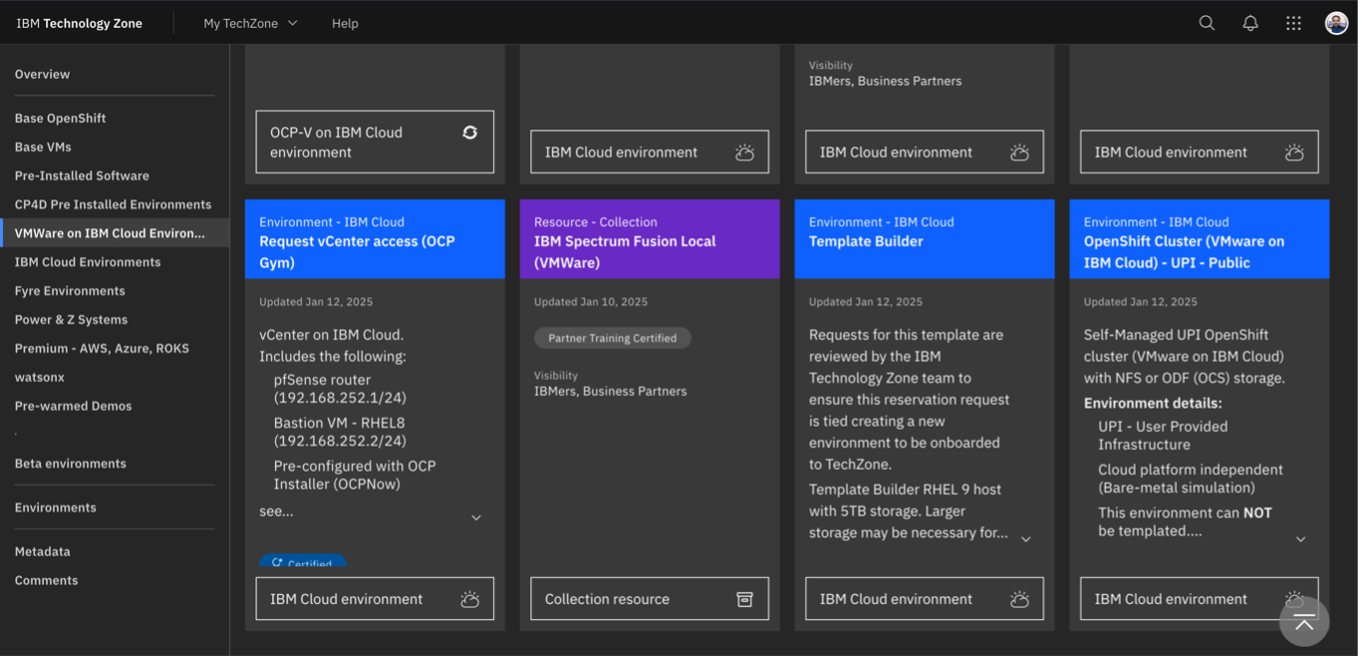 IBM Technology Zone
My TechZone
Help
Overview
Base OpenShift
Base VMs
Pre-Installed Software
CP4D Pre Installed Environments
VMWare on IBM Cloud Environ...
IBM Cloud Environments
Fyre Environments
Power & Z Systems
Premium - AWS, Azure, ROKS
watsonx
Pre-warmed Demos
.
Beta environments
Environments
Metadata
Comments
OCP-V on IBM Cloud
environment
IBM Cloud environment
Visibility
IBMers, Business Partners
IBM Cloud environment
IBM Cloud environment
Environment - IBM Cloud
Request vCenter access (OCP
Gym)
Updated Jan 12, 2025
vCenter on IBM Cloud.
Includes the following:
pfSense router
(192.168.252.1/24)
Bastion VM - RHEL8
(192.168.252.2/24)
Pre-configured with OCP
Installer (OCPNow)
see...
Certified
IBM Cloud environment
Resource - Collection
IBM Spectrum Fusion Local
(VMWare)
Updated Jan 10, 2025
Partner Training Certified
Visibility
IBMers, Business Partners
Collection resource
Environment - IBM Cloud
Template Builder
Updated Jan 12, 2025
Requests for this template are
reviewed by the IBM
Technology Zone team to
ensure this reservation request
is tied creating a new
environment to be onboarded
to TechZone.
Template Builder RHEL 9 host
with 5TB storage. Larger
storage may be necessary for...
IBM Cloud environment
Environment - IBM Cloud
OpenShift Cluster (VMware on
IBM Cloud) - UPI - Public
Updated Jan 12, 2025
Self-Managed UPI OpenShift
cluster (VMware on IBM Cloud)
with NFS or ODF (OCS) storage.
Environment details:
UPI - User Provided
Infrastructure
Cloud platform independent
(Bare-metal simulation)
This environment can NOT
be templated....
IBM Cloud environment